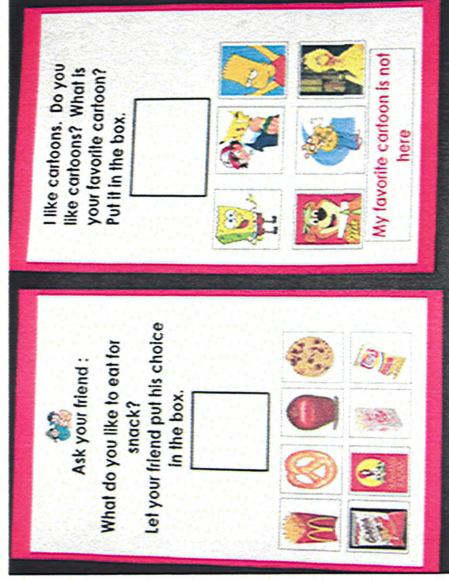 I like cartoons. Do you
like cartoons? What is
your favorite cartoon?
Put it in the box.
My favorite cartoon is not
here
Ask your friend :
What do you like to eat for
snack?
Let your friend put his choice
in the box.